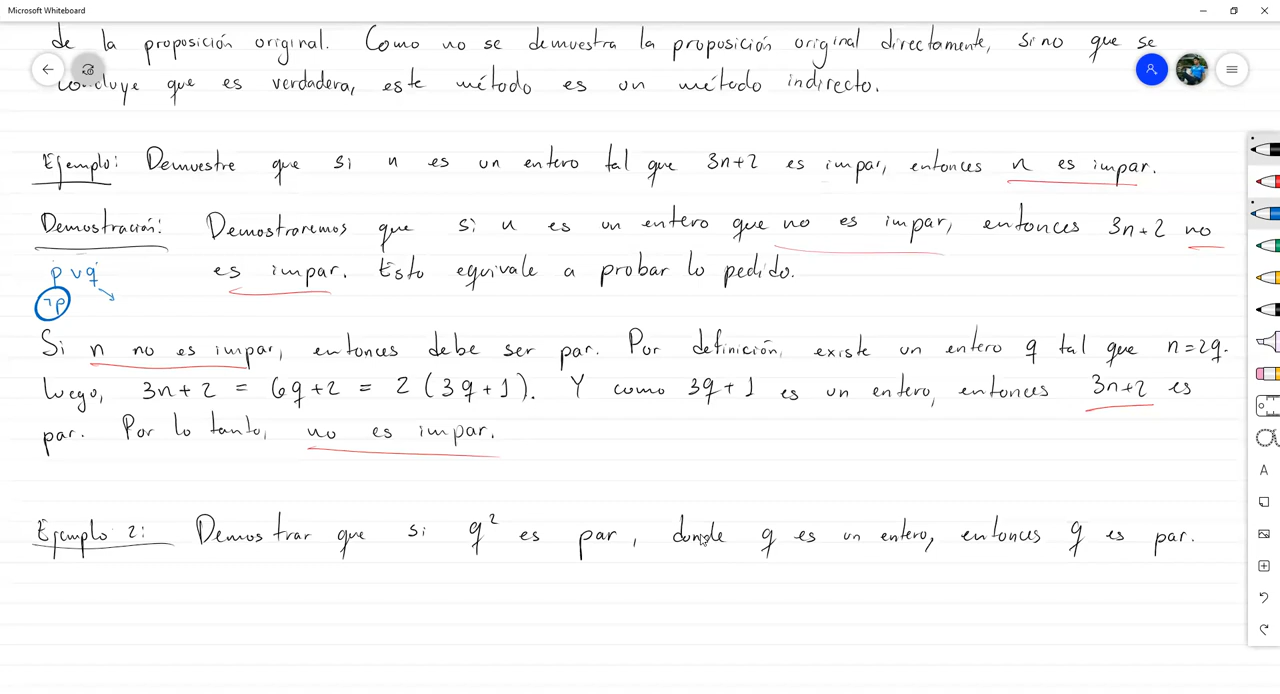 Microsoft Whiteboard
de la proposición original. Como no se demuestra la proposición original directamente, sino que se
concluye que es verdadera, este método es un método indirecto.
Ejemplo: Demuestre que si n es un entero tal que 3n+2 es impar, entonces n es impar.
Demostración: Demostraremos que si n es un entero que no es impar, entonces 3n+2 no
es impar. Esto equivale a probar lo pedido.
p ∨ q
¬p
Si n no es impar, entonces debe ser par. Por definición, existe un entero q tal que n=2q.
Luego, 3n+2 = 6q+2 = 2(3q+1). Y como 3q+1 es un entero, entonces 3n+2 es
par. Por lo tanto, no es impar.
Ejemplo 2: Demostrar que si q² es par, donde q es un entero, entonces q es par.
A